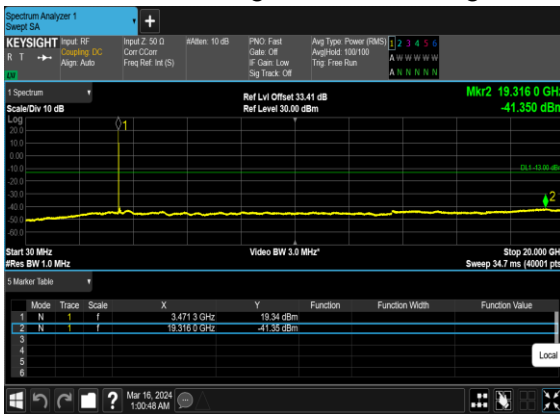 Spectrum Analyzer 1
Swept SA
+
KEYSIGHT Input: RF Input Z: 50 Ω #Atten: 10 dB PNO: Fast Avg Type: Power (RMS) 1 2 3 4 5 6
R T Coupling: DC Corr CCorr Gate: Off Avg|Hold: 100/100 A W W W W W
Align: Auto Freq Ref: Int (S) IF Gain: Low Trig: Free Run A N N N N N
Sig Track: Off
1 Spectrum Ref Lvl Offset 33.41 dB Mkr2 19.316 0 GHz
Scale/Div 10 dB Ref Level 30.00 dBm -41.350 dBm
Log
1
20.0
10.0
0.00
-10.0 DL1 -13.00 dBm
-20.0
-30.0
-40.0 2
-50.0
-60.0
Start 30 MHz Video BW 3.0 MHz* Stop 20.000 GH
#Res BW 1.0 MHz Sweep 34.7 ms (40001 pts
5 Marker Table
Mode Trace Scale X Y Function Function Width Function Value
1 N 1 f 3.471 3 GHz 19.34 dBm
2 N 1 f 19.316 0 GHz -41.35 dBm
3
4
5
6
Local
? Mar 16, 2024
1:00:48 AM